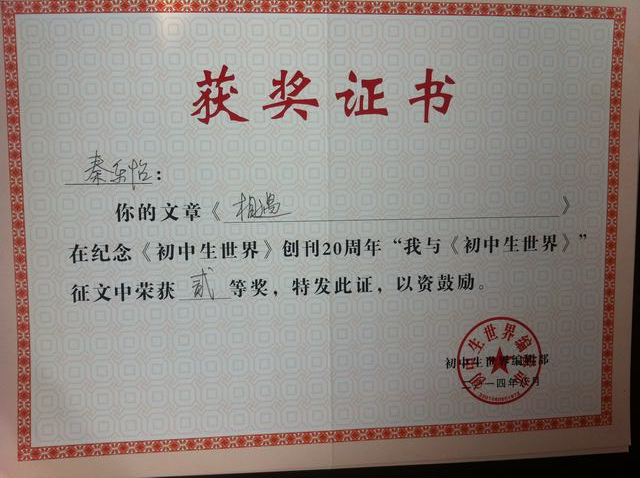 获奖证书
秦乐怡：
你的文章《相遇》
在纪念《初中生世界》创刊20周年“我与《初中生世界》”
征文中荣获 贰 等奖，特发此证，以资鼓励。
初中生世界编辑部
初中生世界编辑部
二〇一四年六月